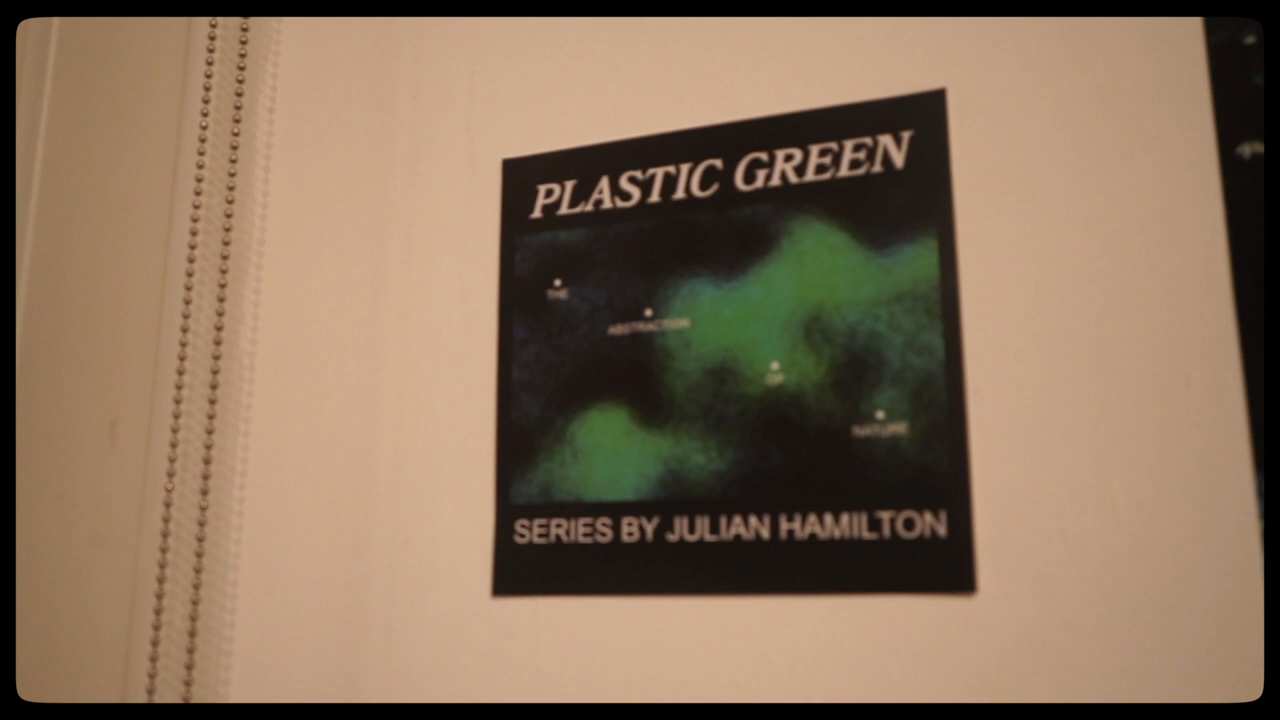 PLASTIC GREEN
THE
ABSTRACTION
OF
NATURE
SERIES BY JULIAN HAMILTON